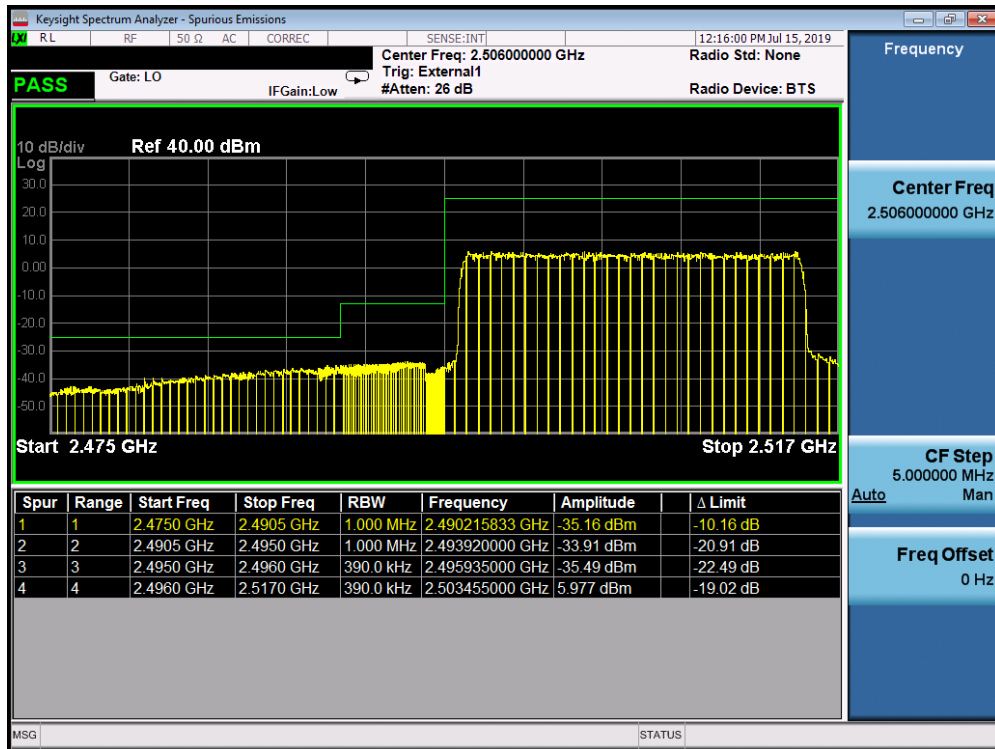 Keysight Spectrum Analyzer - Spurious Emissions
LXI RL RF 50 Ω AC CORREC SENSE:INT 12:16:00 PM Jul 15, 2019
Center Freq: 2.506000000 GHz Radio Std: None
PASS Gate: LO Trig: External1
IFGain:Low #Atten: 26 dB Radio Device: BTS
10 dB/div Ref 40.00 dBm
Log
30.0
20.0
10.0
0.00
-10.0
-20.0
-30.0
-40.0
-50.0
Start 2.475 GHz Stop 2.517 GHz
Spur Range Start Freq Stop Freq RBW Frequency Amplitude Δ Limit
1 1 2.4750 GHz 2.4905 GHz 1.000 MHz 2.490215833 GHz -35.16 dBm -10.16 dB
2 2 2.4905 GHz 2.4950 GHz 1.000 MHz 2.493920000 GHz -33.91 dBm -20.91 dB
3 3 2.4950 GHz 2.4960 GHz 390.0 kHz 2.495935000 GHz -35.49 dBm -22.49 dB
4 4 2.4960 GHz 2.5170 GHz 390.0 kHz 2.503455000 GHz 5.977 dBm -19.02 dB
MSG STATUS
Frequency
Center Freq
2.506000000 GHz
CF Step
5.000000 MHz
Auto Man
Freq Offset
0 Hz